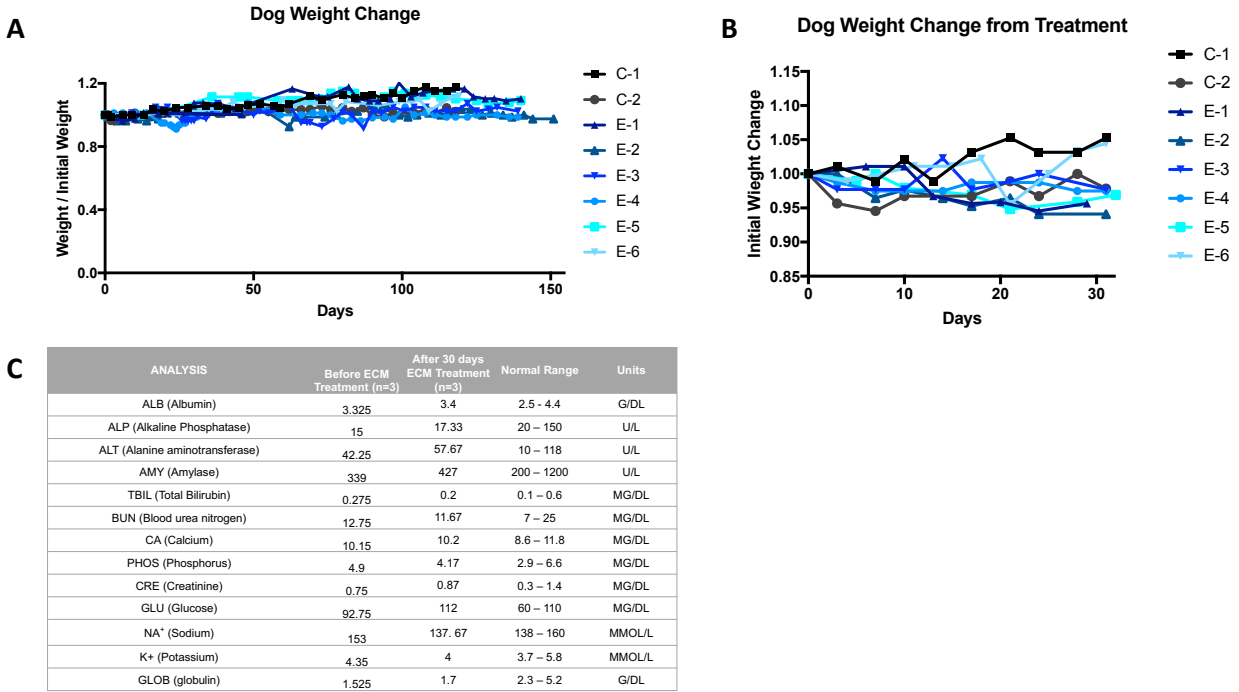 A
Dog Weight Change
Weight / Initial Weight
1.2
0.8
0.4
0.0
0
50
100
150
Days
C-1
C-2
E-1
E-2
E-3
E-4
E-5
E-6
B
Dog Weight Change from Treatment
Initial Weght Change
1.15
1.10
1.05
1.00
0.95
0.90
0.85
0
10
20
30
Days
C-1
C-2
E-1
E-2
E-3
E-4
E-5
E-6
C
ANALYSIS Before ECM Treatment (n=3) After 30 days ECM Treatment (n=3) Normal Range Units
ALB (Albumin) 3.325 3.4 2.5 - 4.4 G/DL
ALP (Alkaline Phosphatase) 15 17.33 20 – 150 U/L
ALT (Alanine aminotransferase) 42.25 57.67 10 – 118 U/L
AMY (Amylase) 339 427 200 – 1200 U/L
TBIL (Total Bilirubin) 0.275 0.2 0.1 – 0.6 MG/DL
BUN (Blood urea nitrogen) 12.75 11.67 7 – 25 MG/DL
CA (Calcium) 10.15 10.2 8.6 – 11.8 MG/DL
PHOS (Phosphorus) 4.9 4.17 2.9 – 6.6 MG/DL
CRE (Creatinine) 0.75 0.87 0.3 – 1.4 MG/DL
GLU (Glucose) 92.75 112 60 – 110 MG/DL
NA⁺ (Sodium) 153 137. 67 138 – 160 MMOL/L
K+ (Potassium) 4.35 4 3.7 – 5.8 MMOL/L
GLOB (globulin) 1.525 1.7 2.3 – 5.2 G/DL